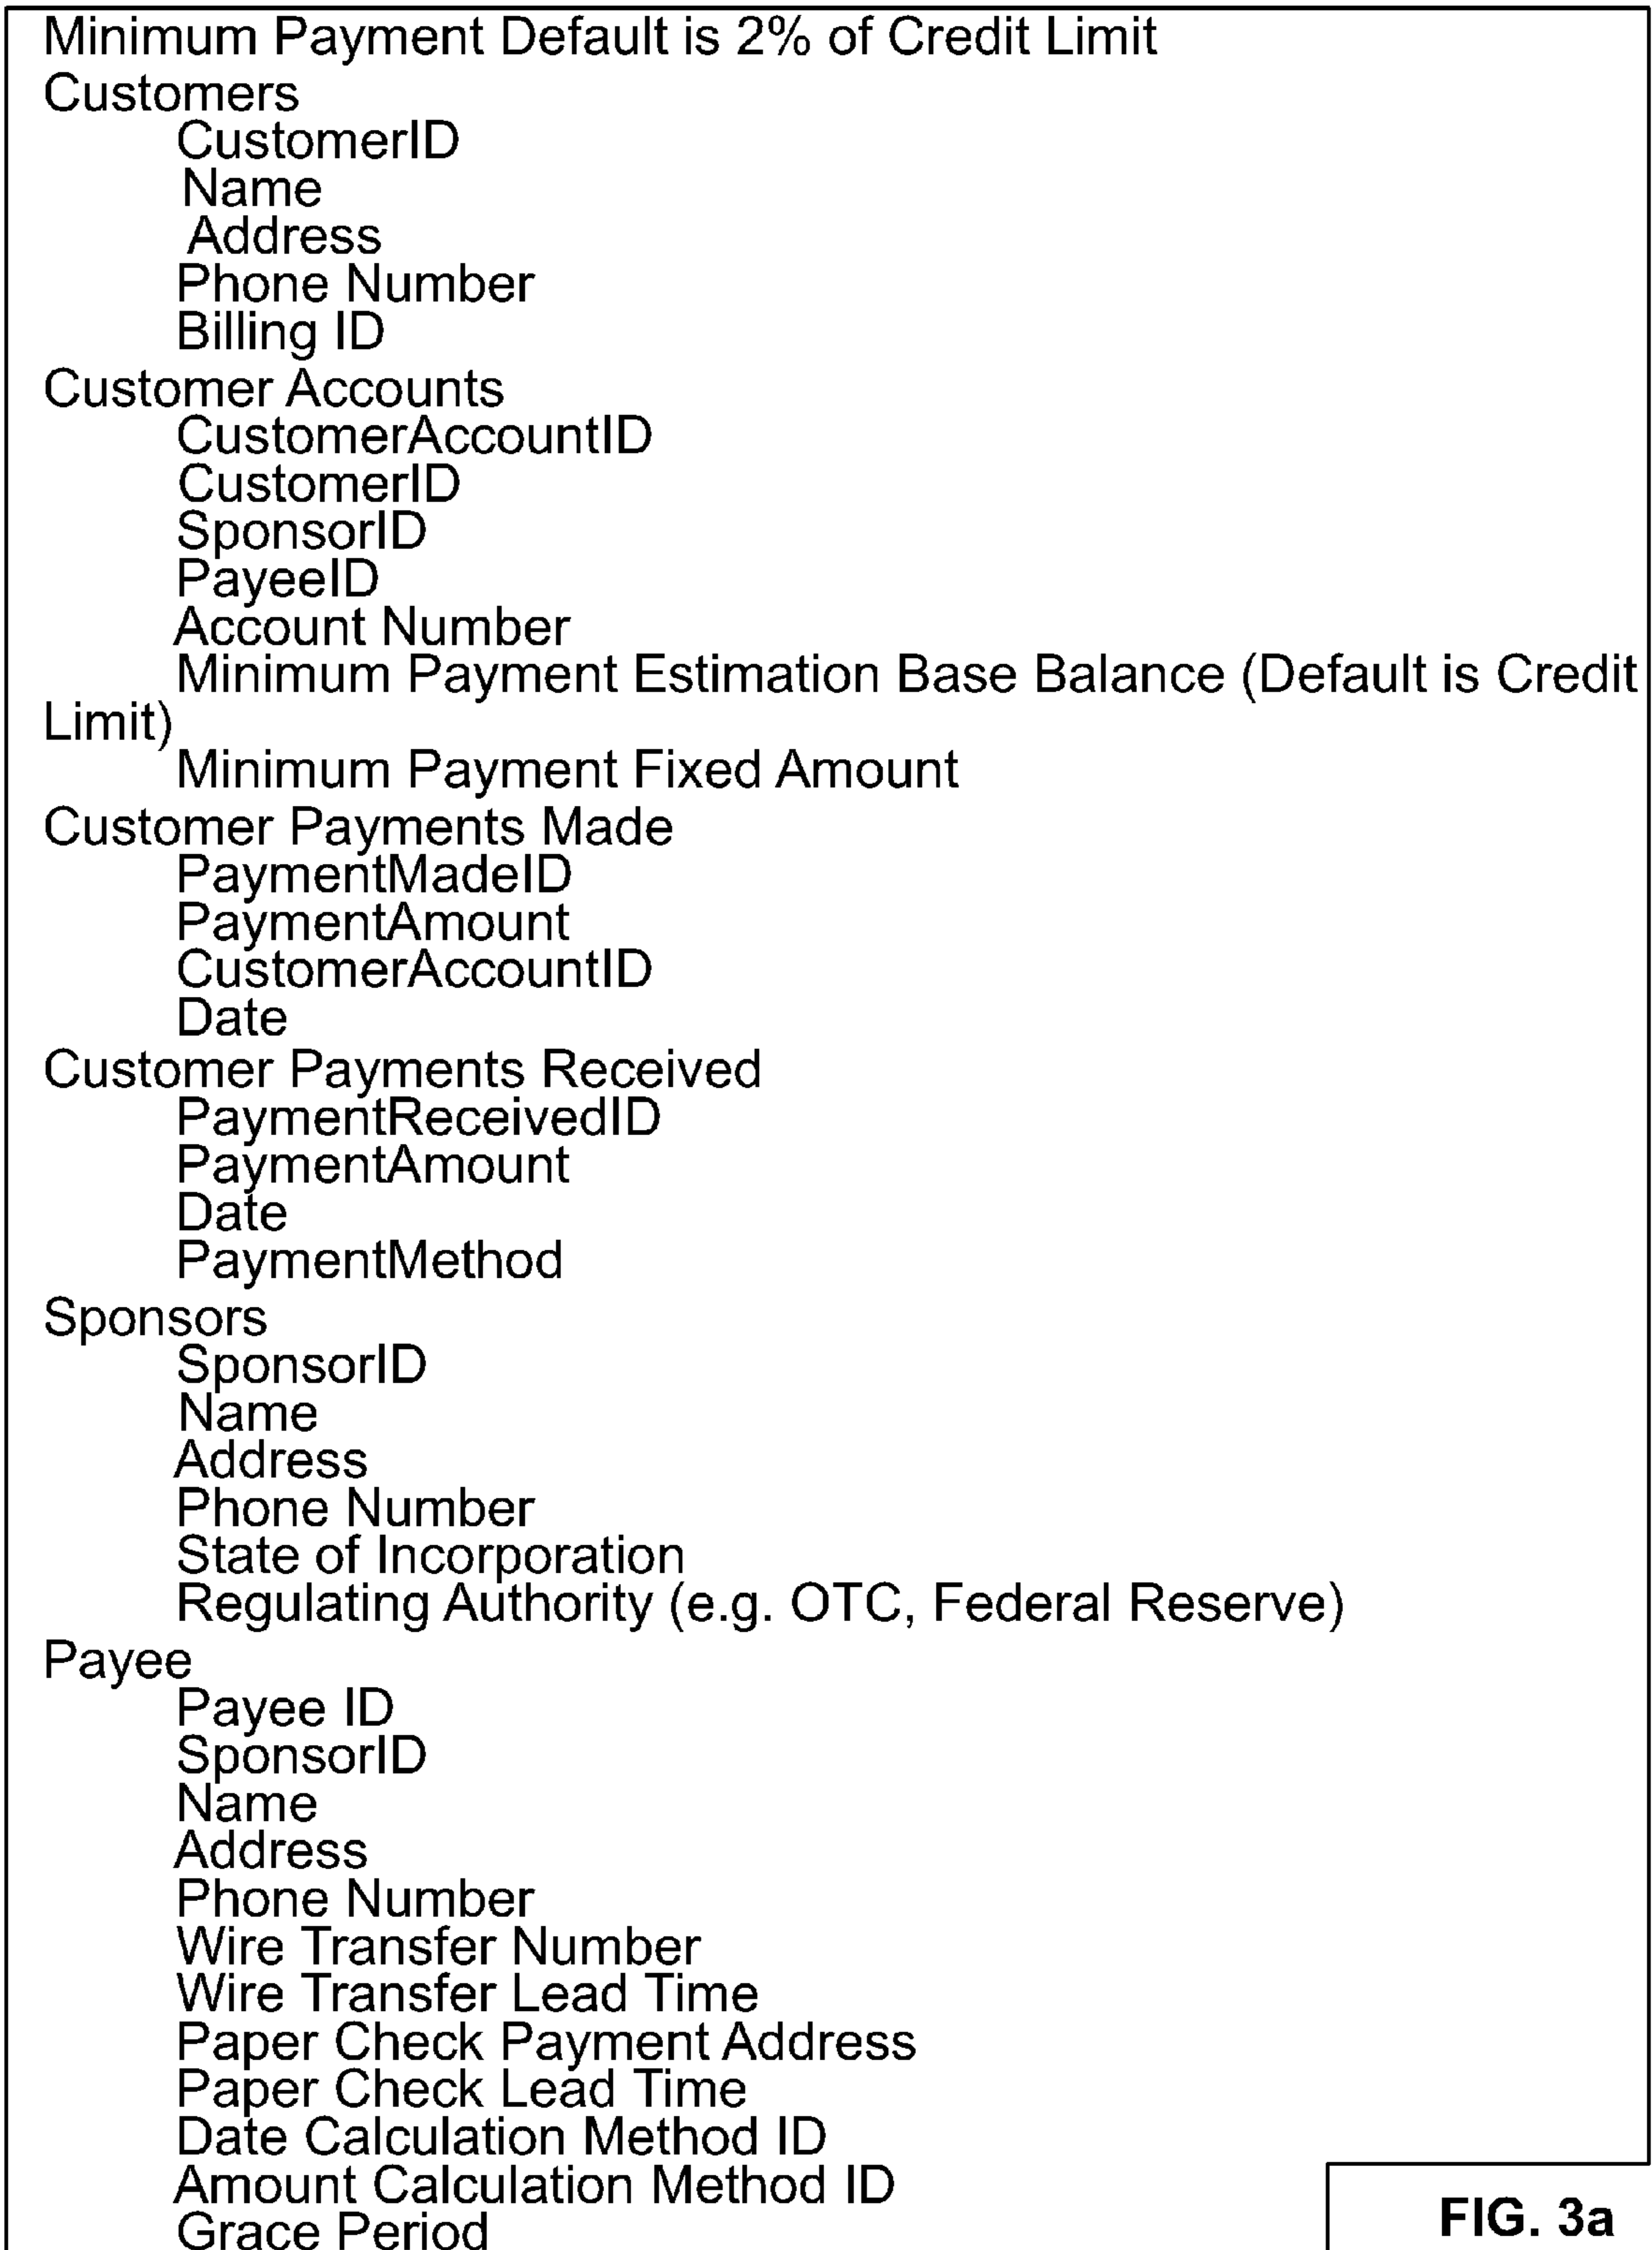 Minimum Payment Default is 2% of Credit Limit
Customers
CustomerID
Name
Address
Phone Number
Billing ID
Customer Accounts
CustomerAccountID
CustomerID
SponsorID
PayeeID
Account Number
Minimum Payment Estimation Base Balance (Default is Credit
Limit)
Minimum Payment Fixed Amount
Customer Payments Made
PaymentMadeID
PaymentAmount
CustomerAccountID
Date
Customer Payments Received
PaymentReceivedID
PaymentAmount
Date
PaymentMethod
Sponsors
SponsorID
Name
Address
Phone Number
State of Incorporation
Regulating Authority (e.g. OTC, Federal Reserve)
Payee
Payee ID
SponsorID
Name
Address
Phone Number
Wire Transfer Number
Wire Transfer Lead Time
Paper Check Payment Address
Paper Check Lead Time
Date Calculation Method ID
Amount Calculation Method ID
Grace Period
FIG. 3a